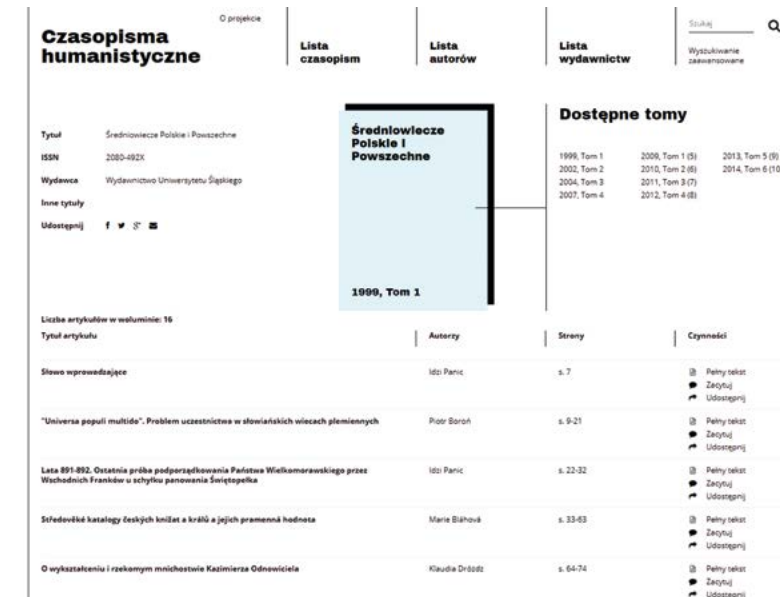 O projekcie
Czasopisma
humanistyczne
Lista
czasopism
Lista
autorów
Lista
wydawnictw
Szukaj
Wyszukiwanie
zaawansowane
Tytuł Średniowiecze Polskie i Powszechne
ISSN 2080-492X
Wydawca Wydawnictwo Uniwersytetu Śląskiego
Inne tytuły
Udostępnij
Średniowiecze
Polskie i
Powszechne
1999, Tom 1
Dostępne tomy
1999, Tom 1 2009, Tom 1 (5) 2013, Tom 5 (9)
2002, Tom 2 2010, Tom 2 (6) 2014, Tom 6 (10
2004, Tom 3 2011, Tom 3 (7)
2007, Tom 4 2012, Tom 4 (8)
Liczba artykułów w woluminie: 16
Tytuł artykułu Autorzy Strony Czynności
Słowo wprowadzające Idzi Panic s. 7 Pełny tekst
Zacytuj
Udostępnij
"Universa populi multido". Problem uczestnictwa w słowiańskich wiecach plemiennych Piotr Boroń s. 9-21 Pełny tekst
Zacytuj
Udostępnij
Lata 891-892. Ostatnia próba podporządkowania Państwa Wielkomorawskiego przez Idzi Panic s. 22-32 Pełny tekst
Wschodnich Franków u schyłku panowania Świętopełka Zacytuj
Udostępnij
Středověké katalogy českých knížat a králů a jejich pramenná hodnota Marie Bláhová s. 33-63 Pełny tekst
Zacytuj
Udostępnij
O wykształceniu i rzekomym mnichostwie Kazimierza Odnowiciela Klaudia Dróżdż s. 64-74 Pełny tekst
Zacytuj
Udostępnij